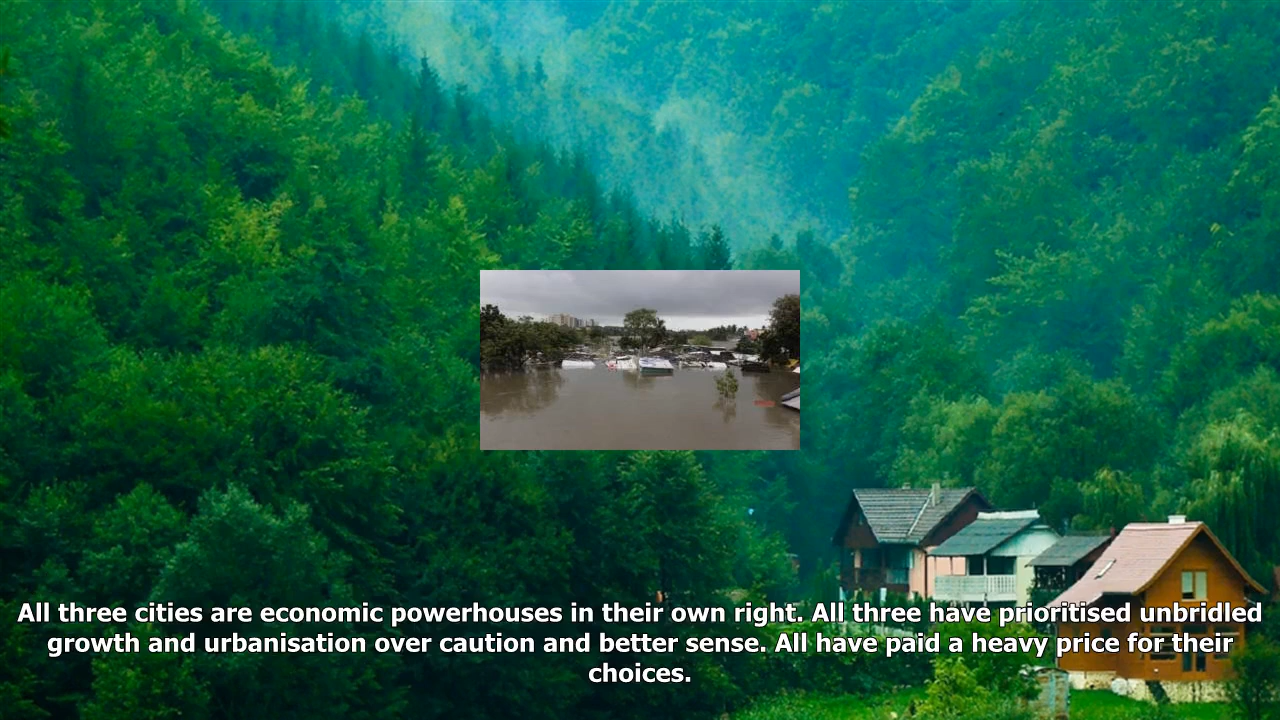 All three cities are economic powerhouses in their own right. All three have prioritised unbridled
growth and urbanisation over caution and better sense. All have paid a heavy price for their
choices.